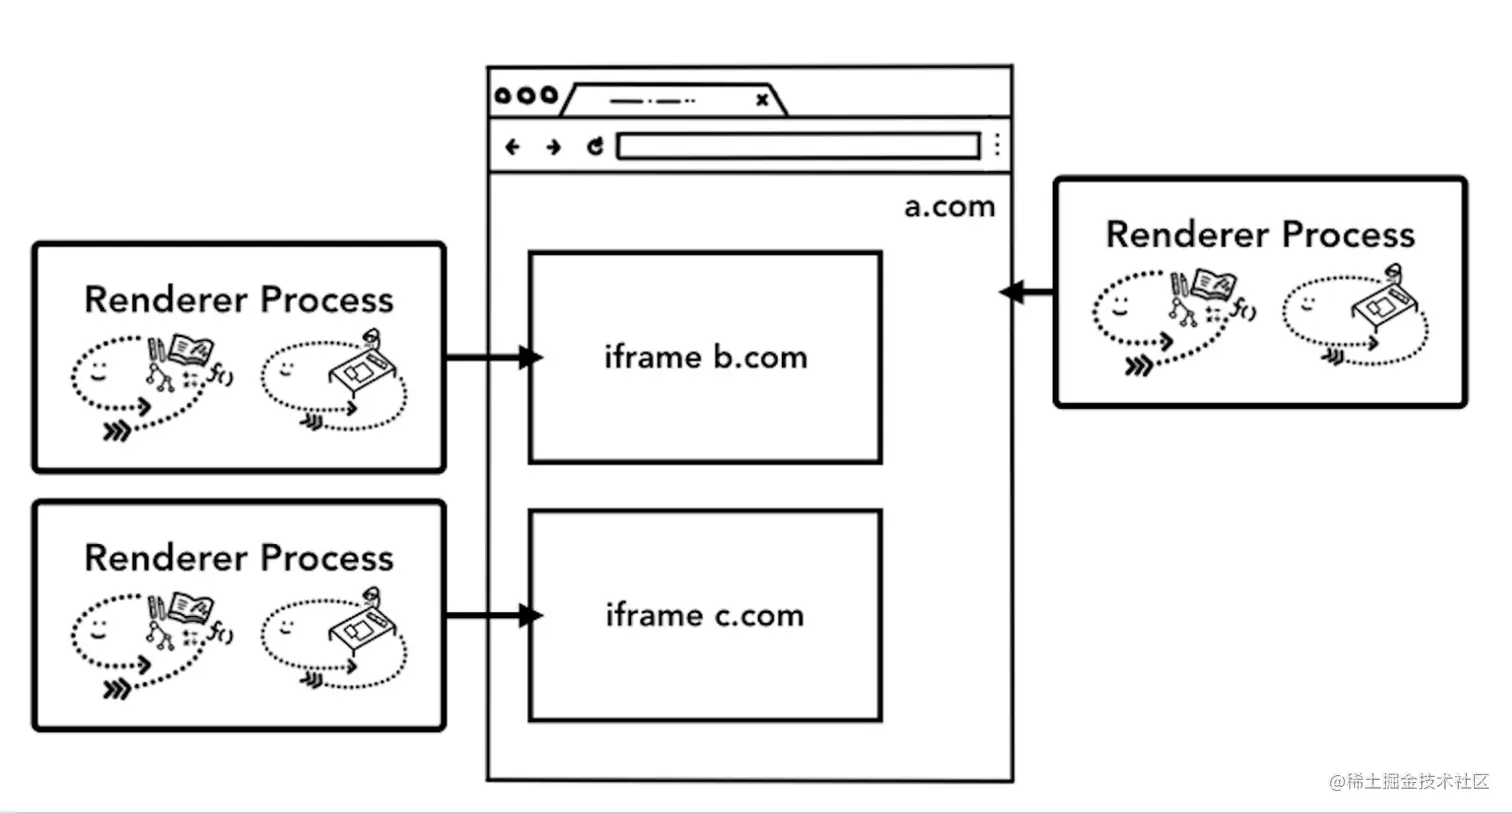 a.com
Renderer Process
f()
iframe b.com
Renderer Process
f()
Renderer Process
f()
iframe c.com
@稀土掘金技术社区